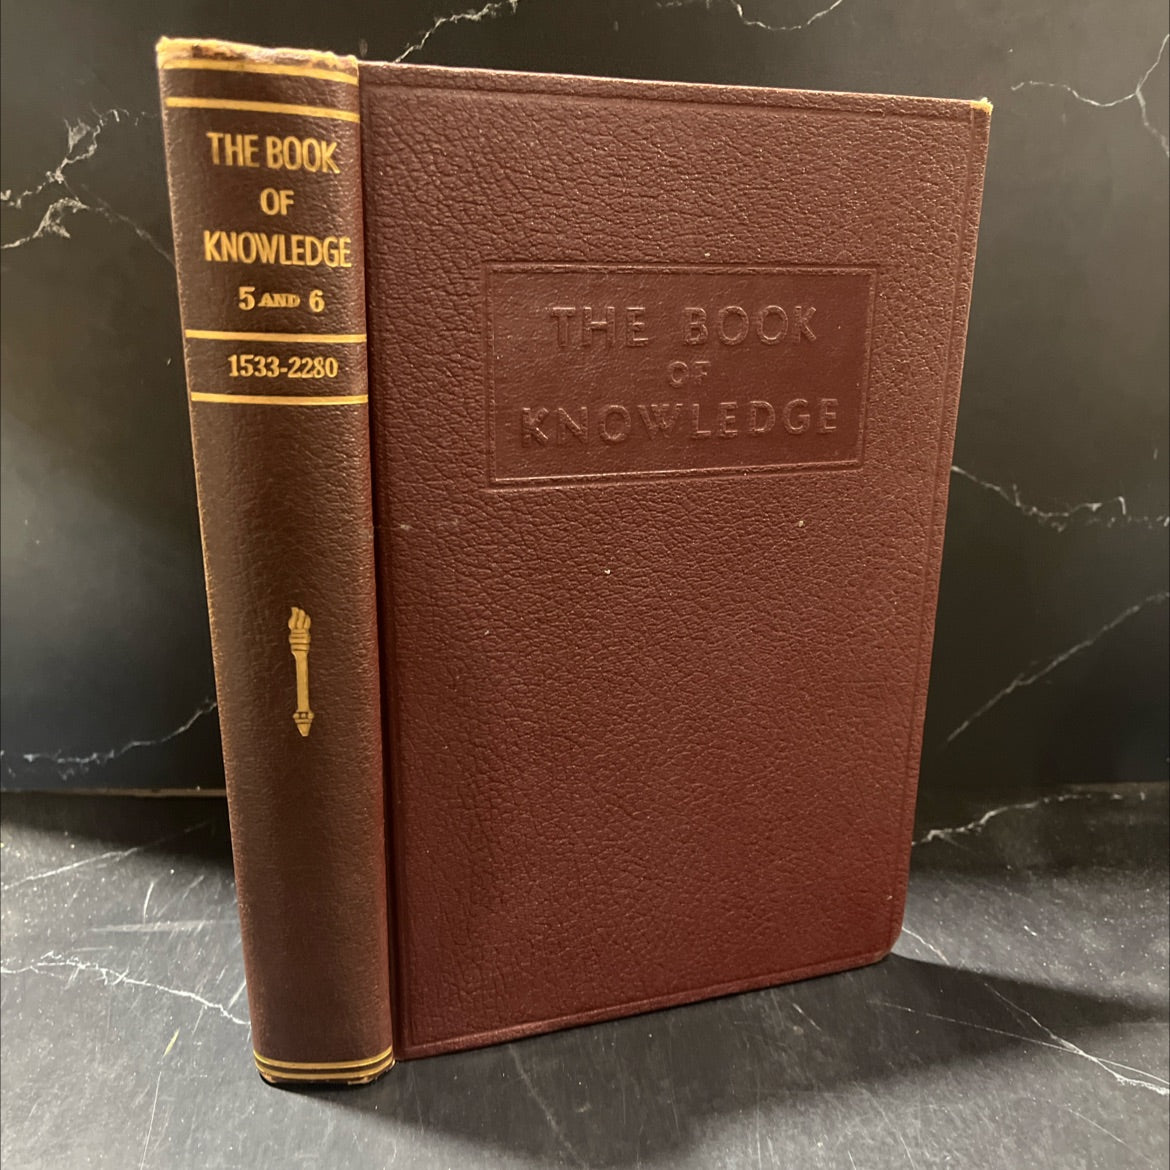 THE BOOK
OF
KNOWLEDGE
5 AND 6
1533-2280
THE BOOK
OF
KNOWLEDGE